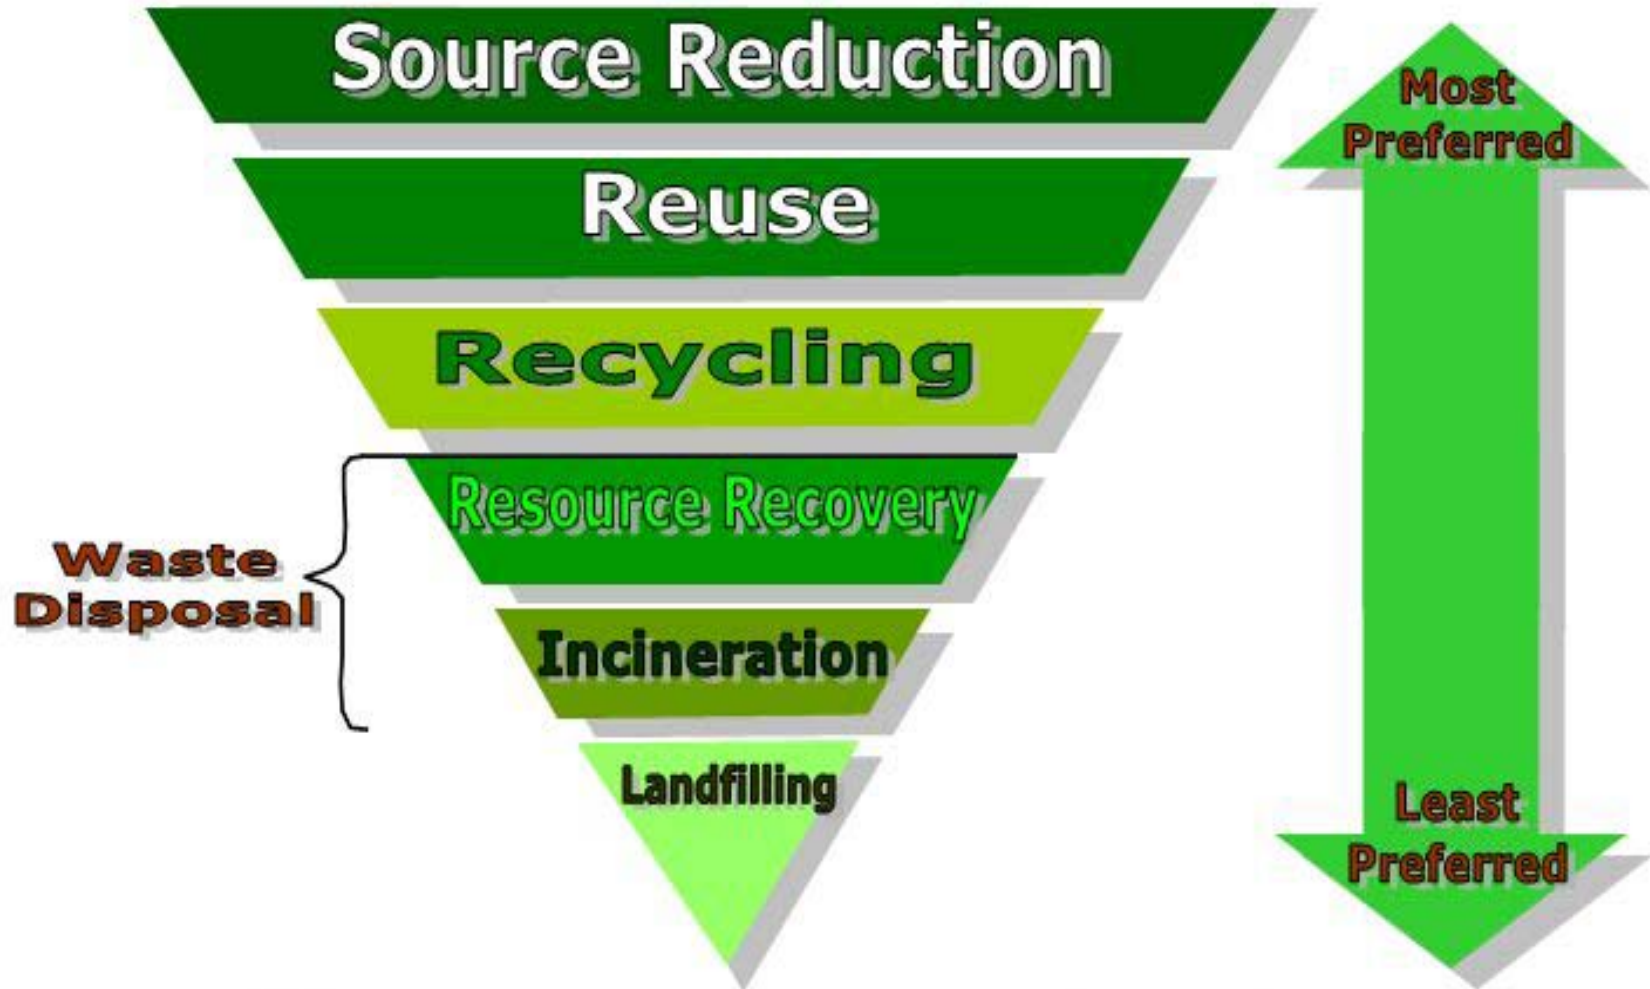 Source Reduction
Most
Preferred
Reuse
Recycling
Resource Recovery
Waste
Disposal
Incineration
Landfilling
Least
Preferred